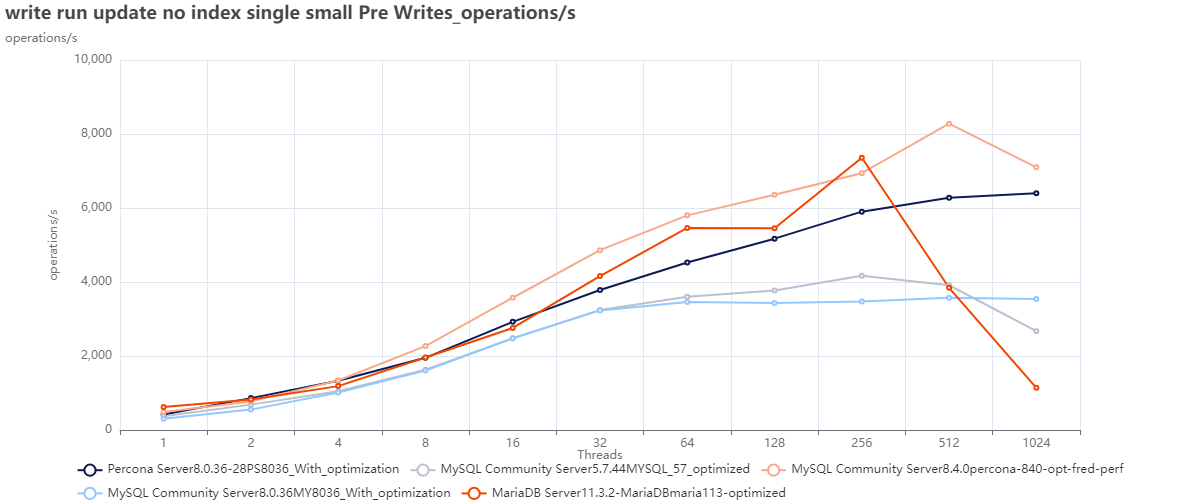 write run update no index single small Pre Writes_operations/s
operations/s
10,000
8,000
6,000
4,000
2,000
0
operations/s
1 2 4 8 16 32 64 128 256 512 1024
Threads
Percona Server8.0.36-28PS8036_With_optimization MySQL Community Server5.7.44MYSQL_57_optimized MySQL Community Server8.4.0percona-840-opt-fred-perf
MySQL Community Server8.0.36MY8036_With_optimization MariaDB Server11.3.2-MariaDBmaria113-optimized